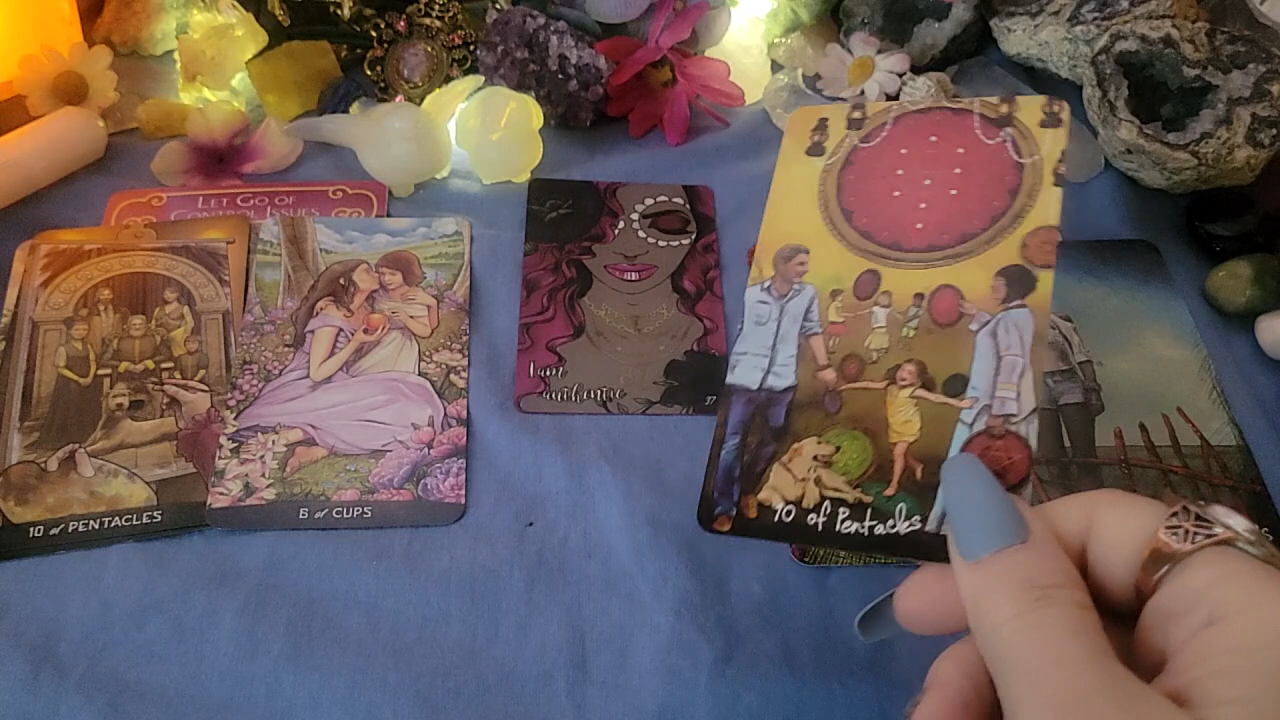 LET GO OF
CONTROL ISSUES
10 of PENTACLES
6 of CUPS
I am
authentic
37
10 of Pentacles